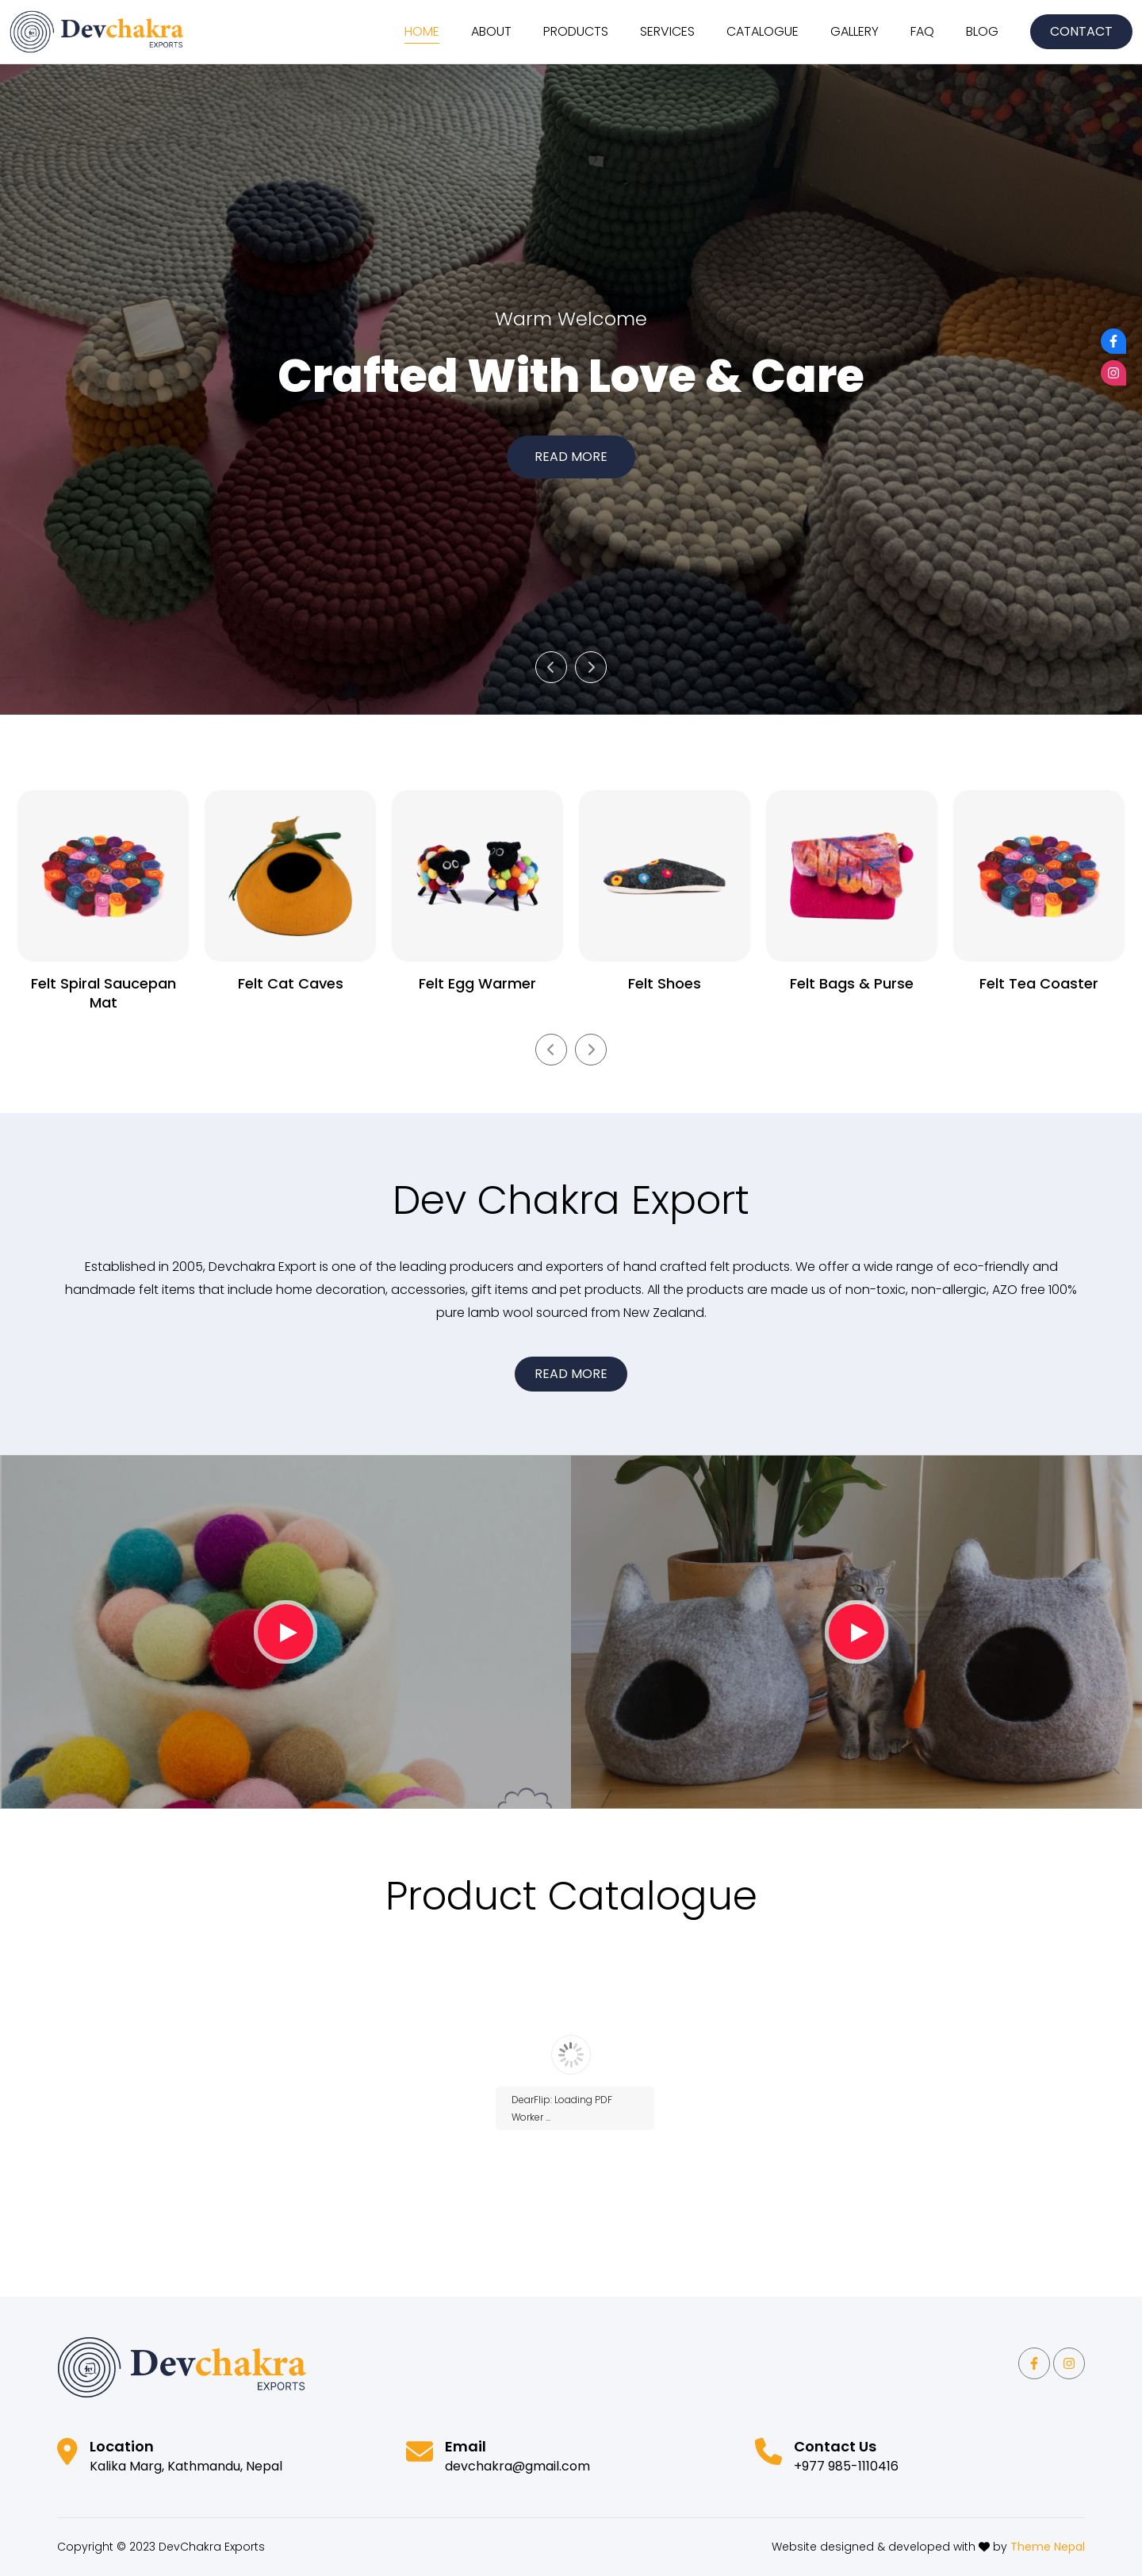 Devchakra
EXPORTS
HOME
ABOUT
PRODUCTS
SERVICES
CATALOGUE
GALLERY
FAQ
BLOG
CONTACT
Warm Welcome
Crafted With Love & Care
READ MORE
Felt Spiral Saucepan
Mat
Felt Cat Caves
Felt Egg Warmer
Felt Shoes
Felt Bags & Purse
Felt Tea Coaster
Dev Chakra Export
Established in 2005, Devchakra Export is one of the leading producers and exporters of hand crafted felt products. We offer a wide range of eco-friendly and
handmade felt items that include home decoration, accessories, gift items and pet products. All the products are made us of non-toxic, non-allergic, AZO free 100%
pure lamb wool sourced from New Zealand.
READ MORE
Product Catalogue
DearFlip: Loading PDF
Worker ...
Devchakra
EXPORTS
Location
Kalika Marg, Kathmandu, Nepal
Email
devchakra@gmail.com
Contact Us
+977 985-1110416
Copyright © 2023 DevChakra Exports
Website designed & developed with ❤ by Theme Nepal